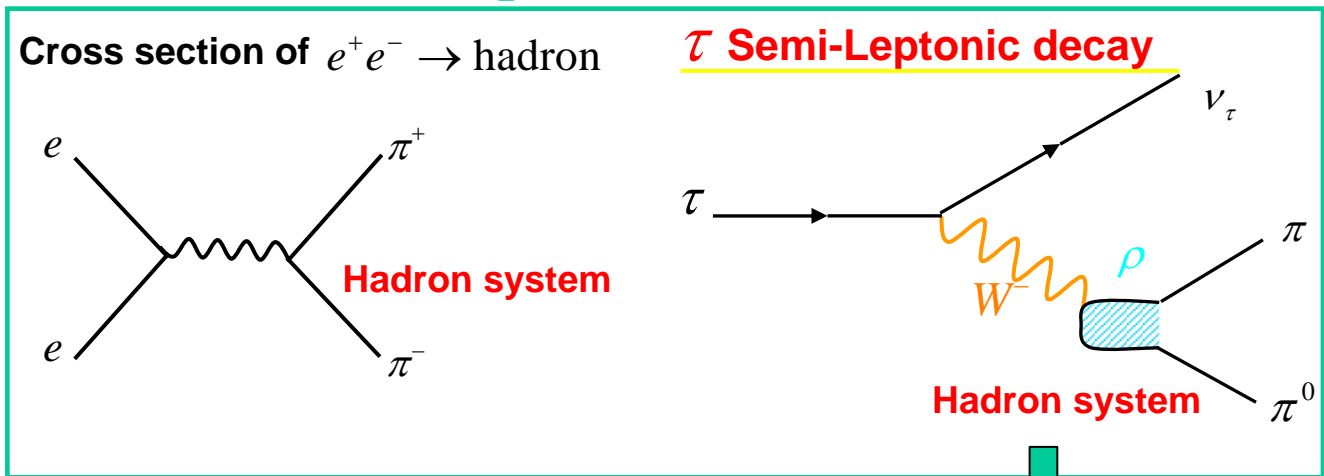 Cross section of e⁺e⁻ → hadron
e
π⁺
Hadron system
e
π⁻
τ Semi-Leptonic decay
ν_τ
τ
π
ρ
W⁻
Hadron system
π⁰